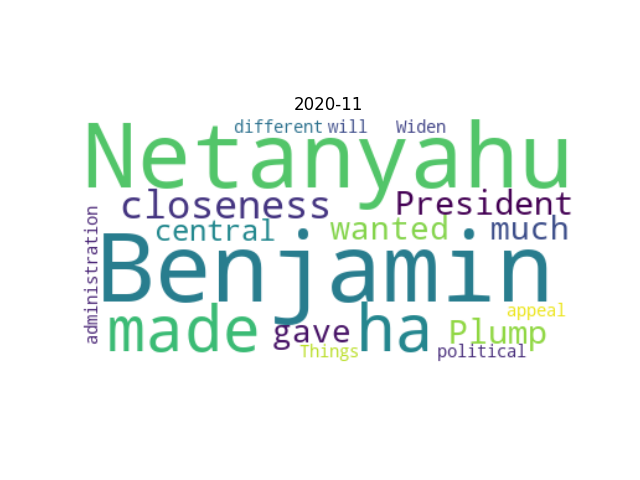 2020-11
different will Widen
Netanyahu
closeness President
central wanted much
administration
Benjamin
made gave ha Plump appeal
Things political